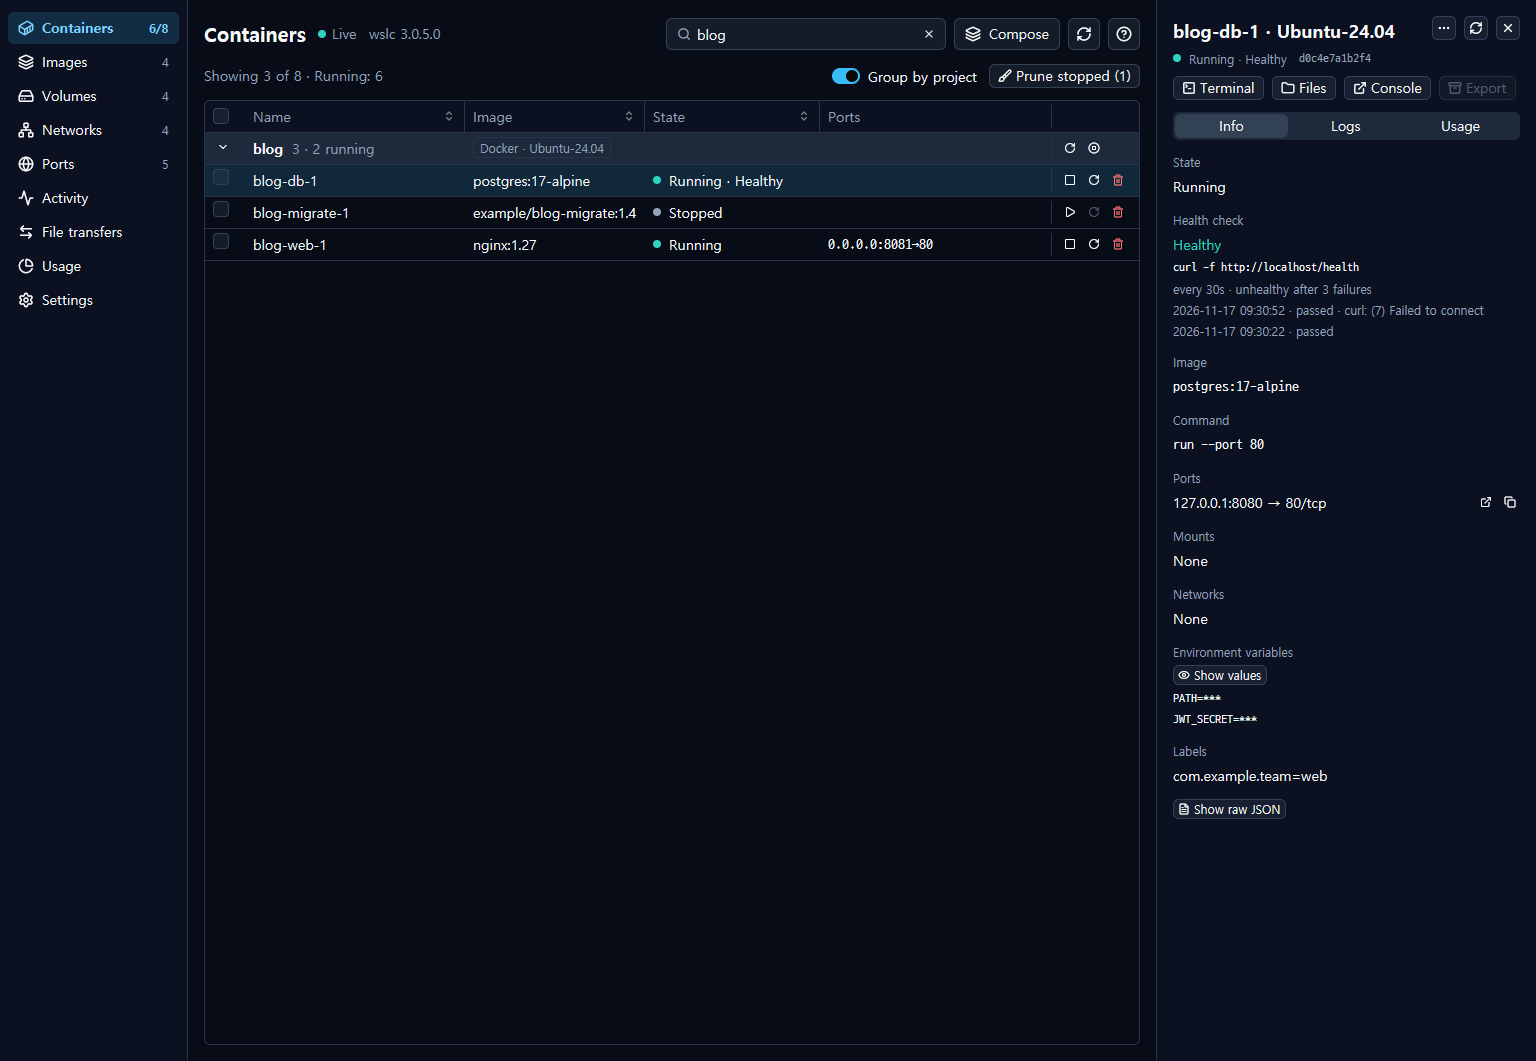 Containers 6/8
Images 4
Volumes 4
Networks 4
Ports 5
Activity
File transfers
Usage
Settings
Containers Live wslc 3.0.5.0
blog
Compose
Showing 3 of 8 · Running: 6
Group by project
Prune stopped (1)
Name Image State Ports
blog 3 · 2 running Docker · Ubuntu-24.04
blog-db-1 postgres:17-alpine Running · Healthy
blog-migrate-1 example/blog-migrate:1.4 Stopped
blog-web-1 nginx:1.27 Running 0.0.0.0:8081→80
blog-db-1 · Ubuntu-24.04
Running · Healthy d0c4e7a1b2f4
Terminal Files Console Export
Info Logs Usage
State
Running
Health check
Healthy
curl -f http://localhost/health
every 30s · unhealthy after 3 failures
2026-11-17 09:30:52 · passed · curl: (7) Failed to connect
2026-11-17 09:30:22 · passed
Image
postgres:17-alpine
Command
run --port 80
Ports
127.0.0.1:8080 → 80/tcp
Mounts
None
Networks
None
Environment variables
Show values
PATH=***
JWT_SECRET=***
Labels
com.example.team=web
Show raw JSON